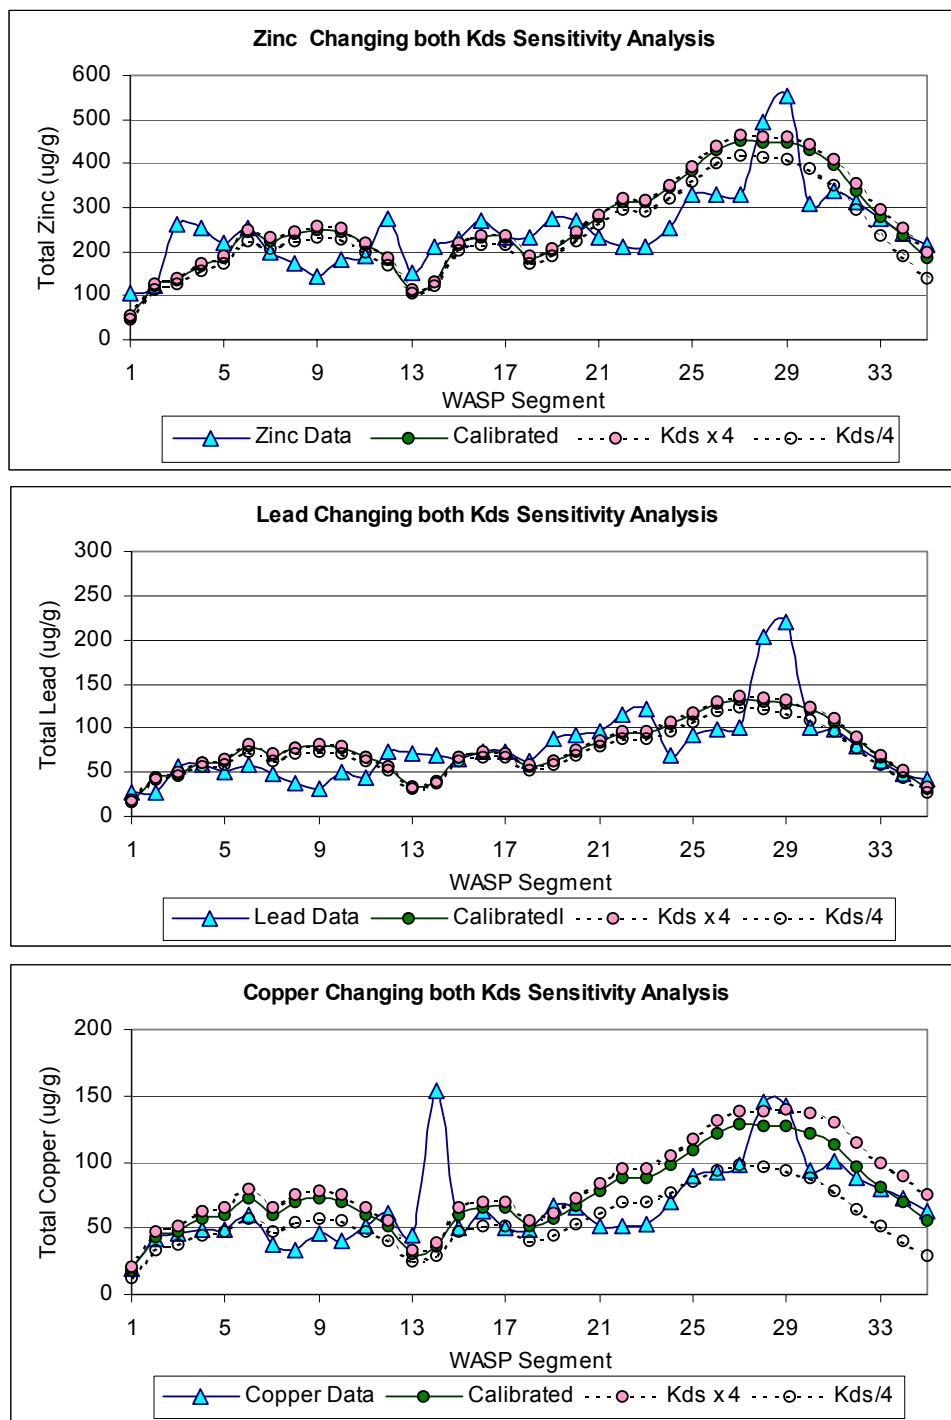 Zinc Changing both Kds Sensitivity Analysis
600
500
400
300
200
100
0
Total Zinc (ug/g)
1 5 9 13 17 21 25 29 33
WASP Segment
Zinc Data Calibrated Kds x 4 Kds/4
Lead Changing both Kds Sensitivity Analysis
300
250
200
150
100
50
0
Total Lead (ug/g)
1 5 9 13 17 21 25 29 33
WASP Segment
Lead Data Calibratedl Kds x 4 Kds/4
Copper Changing both Kds Sensitivity Analysis
200
150
100
50
0
Total Copper (ug/g)
1 5 9 13 17 21 25 29 33
WASP Segment
Copper Data Calibrated Kds x 4 Kds/4